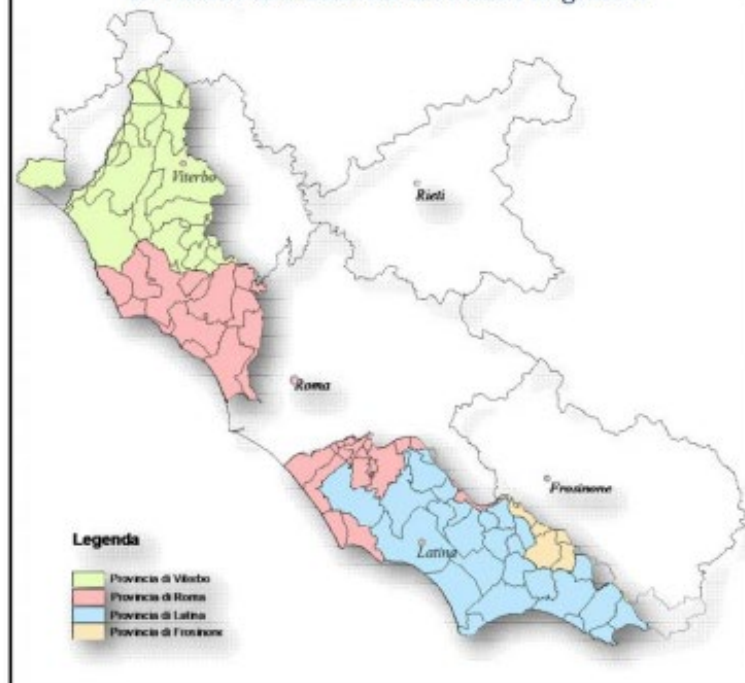 Viterbo
Rieti
Roma
Frosinone
Latina
Legenda
Provincia di Viterbo
Provincia di Roma
Provincia di Latina
Provincia di Frosinone